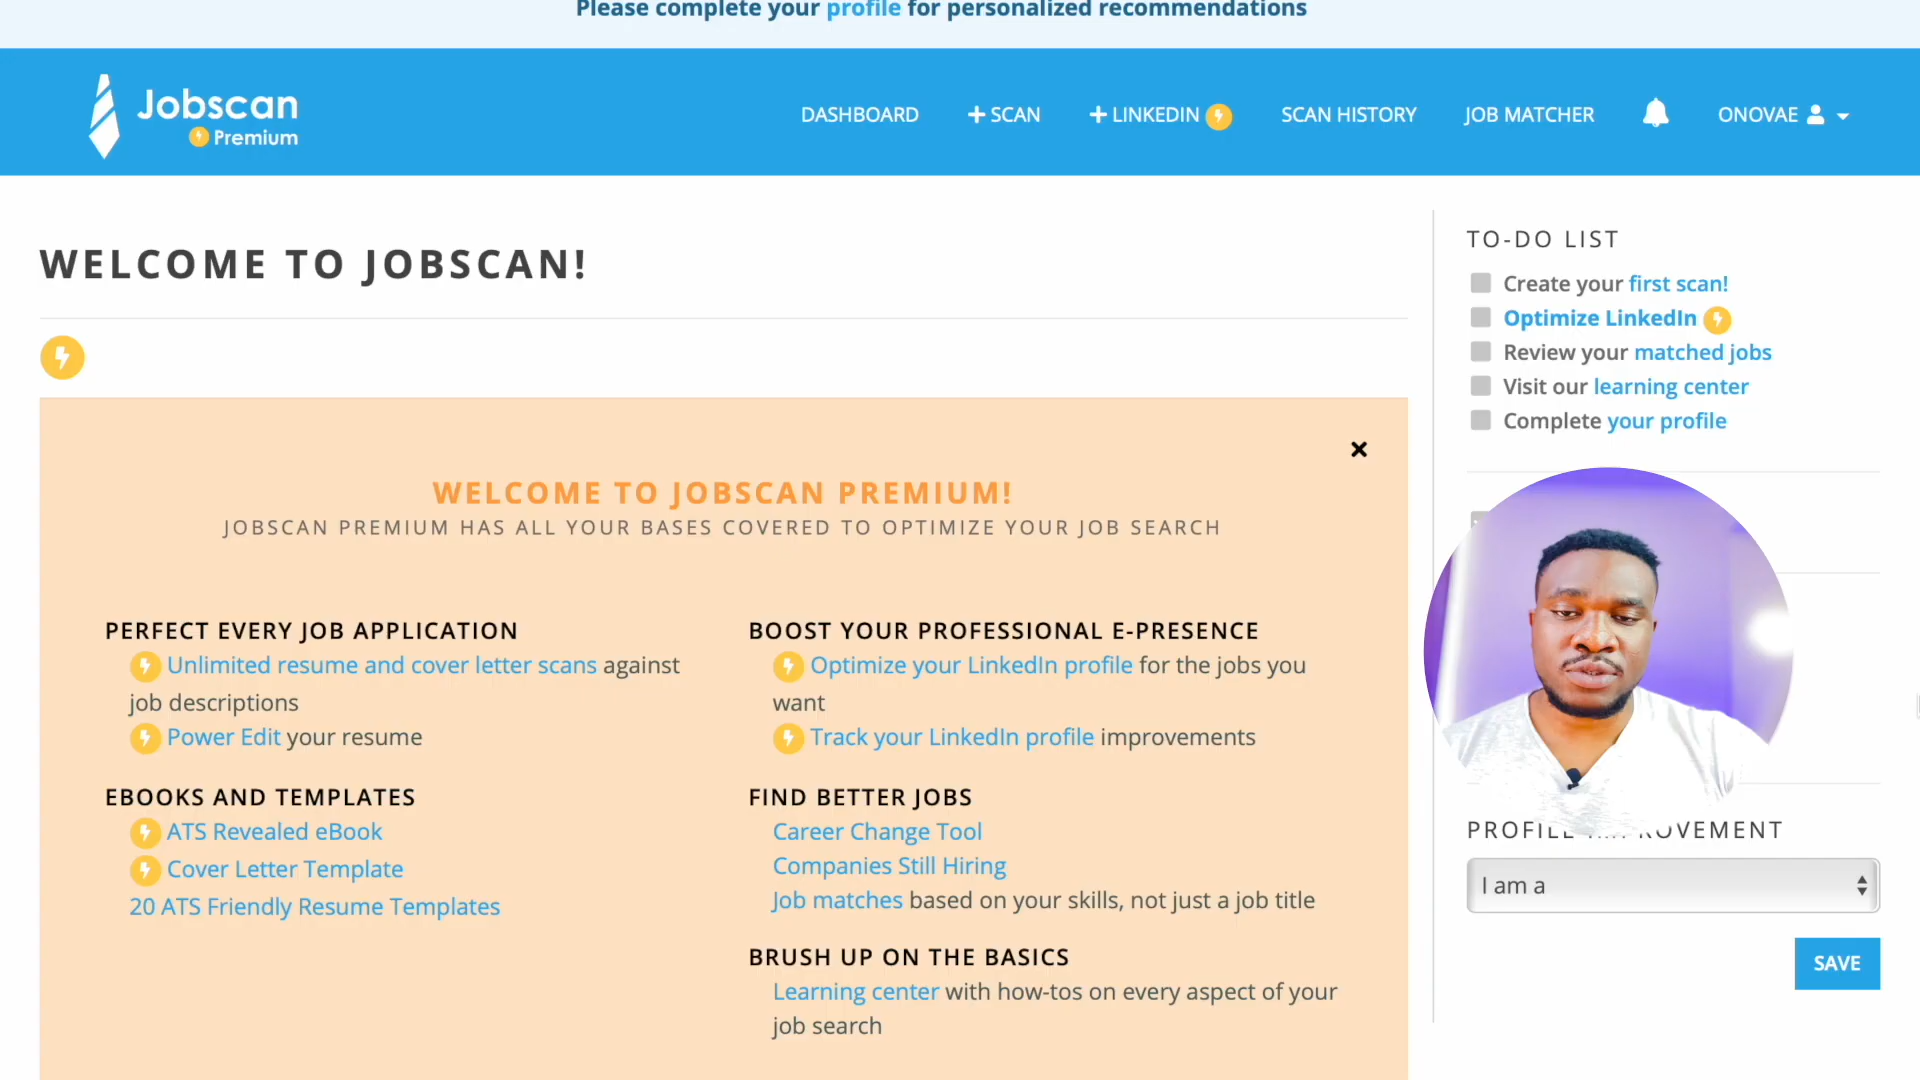 Please complete your profile for personalized recommendations
Jobscan
Premium
DASHBOARD
SCAN
LINKEDIN
SCAN HISTORY
JOB MATCHER
ONOVAE
WELCOME TO JOBSCAN!
WELCOME TO JOBSCAN PREMIUM!
JOBSCAN PREMIUM HAS ALL YOUR BASES COVERED TO OPTIMIZE YOUR JOB SEARCH
PERFECT EVERY JOB APPLICATION
Unlimited resume and cover letter scans against
job descriptions
Power Edit your resume
EBOOKS AND TEMPLATES
ATS Revealed eBook
Cover Letter Template
20 ATS Friendly Resume Templates
BOOST YOUR PROFESSIONAL E-PRESENCE
Optimize your LinkedIn profile for the jobs you
want
Track your LinkedIn profile improvements
FIND BETTER JOBS
Career Change Tool
Companies Still Hiring
Job matches based on your skills, not just a job title
BRUSH UP ON THE BASICS
Learning center with how-tos on every aspect of your
job search
TO-DO LIST
Create your first scan!
Optimize LinkedIn
Review your matched jobs
Visit our learning center
Complete your profile
PROFILE
I am a
SAVE